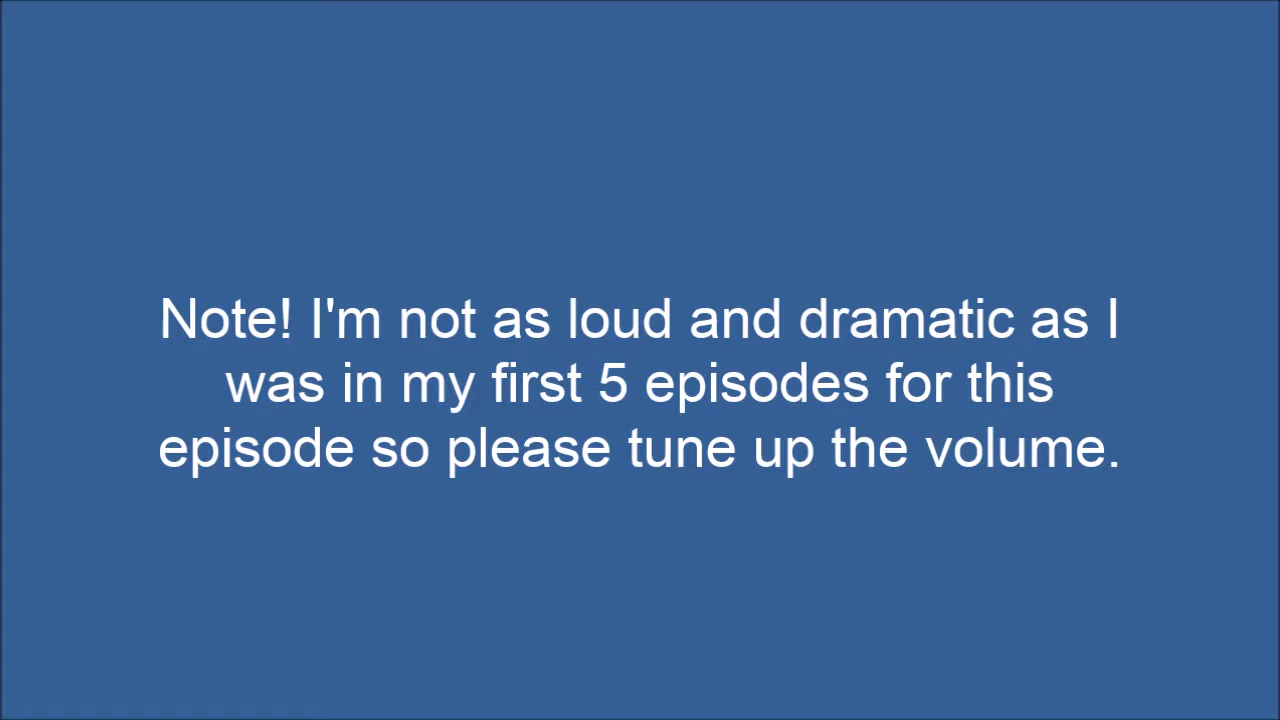 Note! I'm not as loud and dramatic as I
was in my first 5 episodes for this
episode so please tune up the volume.